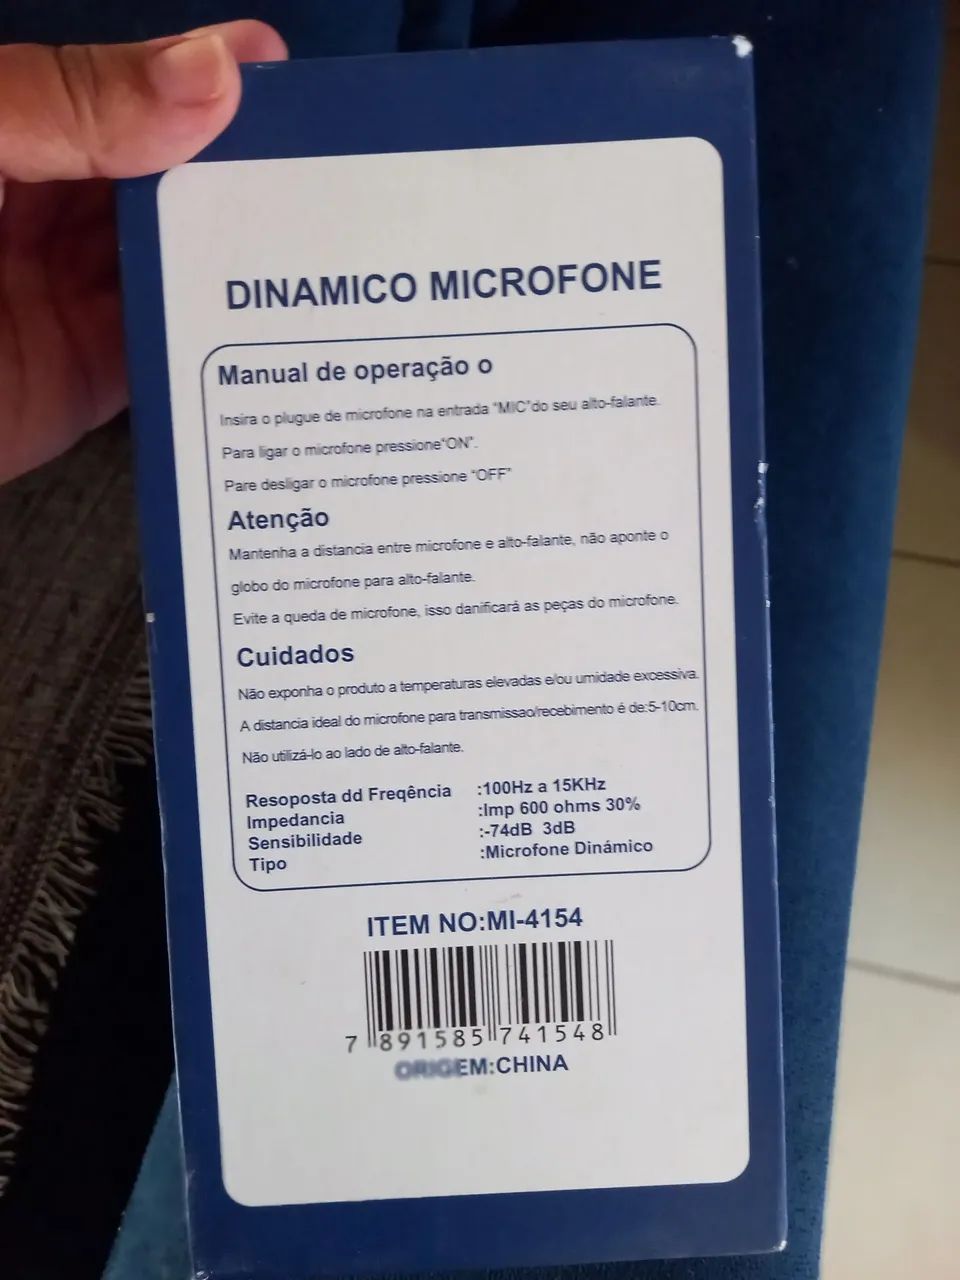 DINAMICO MICROFONE
Manual de operação o
Insira o plugue de microfone na entrada "MIC"do seu alto-falante.
Para ligar o microfone pressione"ON".
Pare desligar o microfone pressione "OFF"
Atenção
Mantenha a distancia entre microfone e alto-falante, não aponte o
globo do microfone para alto-falante.
Evite a queda de microfone, isso danificará as peças do microfone.
Cuidados
Não exponha o produto a temperaturas elevadas e/ou umidade excessiva.
A distancia ideal do microfone para transmissao/recebimento é de:5-10cm.
Não utilizá-lo ao lado de alto-falante.
Resoposta dd Freqência :100Hz a 15KHz
Impedancia :Imp 600 ohms 30%
Sensibilidade :-74dB 3dB
Tipo :Microfone Dinámico
ITEM NO:MI-4154
7 891585 741548
ORIGEM:CHINA